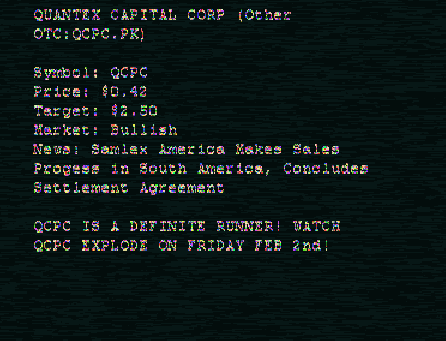 QUANTEX CAPITAL CORP (Other
OTC:QCPC.PK)
Symbol: QCPC
Price: $0.42
Target: $2.50
Market: Bullish
News: Samlex America Makes Sales
Progess in South America, Concludes
Settlement Agreement
QCPC IS A DEFINITE RUNNER! WATCH
QCPC EXPLODE ON FRIDAY FEB 2nd!